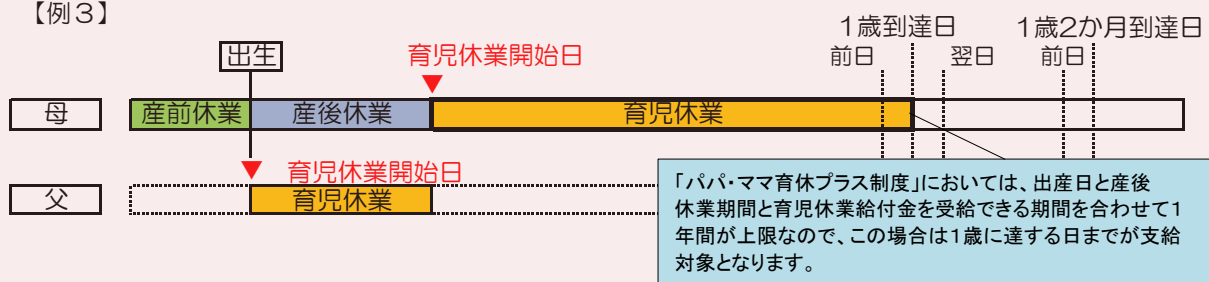 【例３】
１歳到達日
１歳２か月到達日
出生
育児休業開始日
前日
翌日
前日
母
産前休業
産後休業
育児休業
育児休業開始日
父
育児休業
「パパ・ママ育休プラス制度」においては、出産日と産後
休業期間と育児休業給付金を受給できる期間を合わせて１
年間が上限なので、この場合は１歳に達する日までが支給
対象となります。